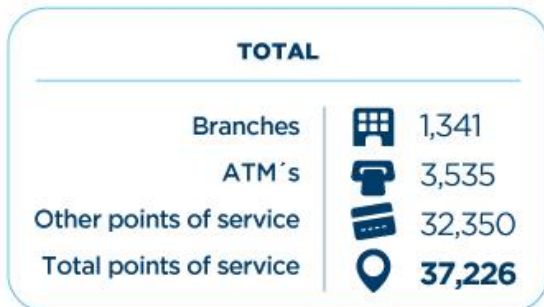 TOTAL
Branches 1,341
ATM´s 3,535
Other points of service 32,350
Total points of service 37,226